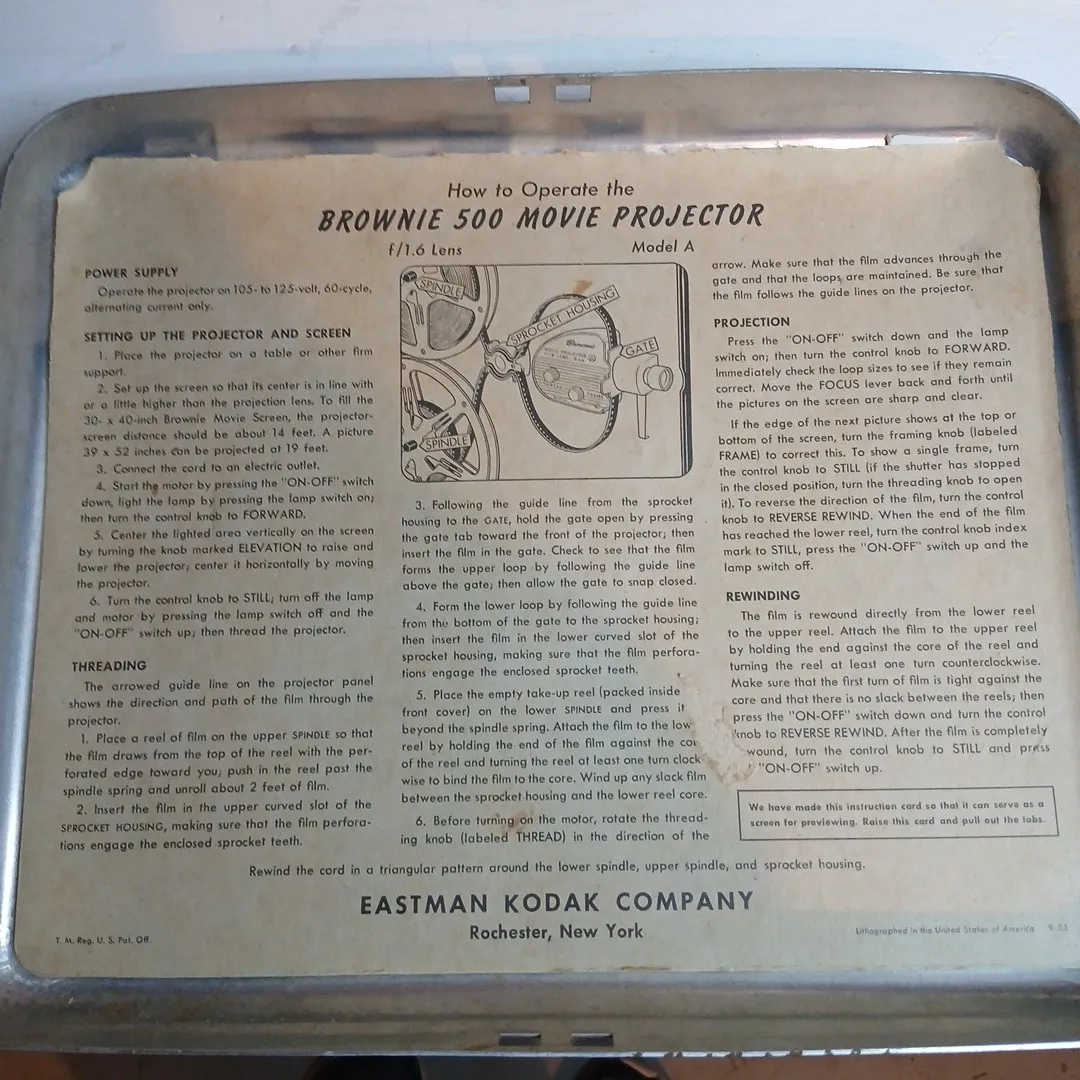 How to Operate the
BROWNIE 500 MOVIE PROJECTOR
f/1.6 Lens
Model A
POWER SUPPLY
Operate the projector on 105- to 125-volt, 60-cycle,
alternating current only.
SETTING UP THE PROJECTOR AND SCREEN
1. Place the projector on a table or other firm
support.
2. Set up the screen so that its center is in line with
or a little higher than the projection lens. To fill the
30- x 40-inch Brownie Movie Screen, the projector-
screen distance should be about 14 feet. A picture
39 x 52 inches can be projected at 19 feet.
3. Connect the cord to an electric outlet.
4. Start the motor by pressing the "ON-OFF" switch
down, light the lamp by pressing the lamp switch on;
then turn the control knob to FORWARD.
5. Center the lighted area vertically on the screen
by turning the knob marked ELEVATION to raise and
lower the projector; center it horizontally by moving
the projector.
6. Turn the control knob to STILL; turn off the lamp
and motor by pressing the lamp switch off and the
"ON-OFF" switch up; then thread the projector.
THREADING
The arrowed guide line on the projector panel
shows the direction and path of the film through the
projector.
1. Place a reel of film on the upper SPINDLE so that
the film draws from the top of the reel with the per-
forated edge toward you; push in the reel past the
spindle spring and unroll about 2 feet of film.
2. Insert the film in the upper curved slot of the
SPROCKET HOUSING, making sure that the film perfora-
tions engage the enclosed sprocket teeth.
SPINDLE
SPROCKET HOUSING
GATE
Brownie
SPINDLE
3. Following the guide line from the sprocket
housing to the GATE, hold the gate open by pressing
the gate tab toward the front of the projector; then
insert the film in the gate. Check to see that the film
forms the upper loop by following the guide line
above the gate; then allow the gate to snap closed.
4. Form the lower loop by following the guide line
from the bottom of the gate to the sprocket housing;
then insert the film in the lower curved slot of the
sprocket housing, making sure that the film perfora-
tions engage the enclosed sprocket teeth.
5. Place the empty take-up reel (packed inside
front cover) on the lower SPINDLE and press it
beyond the spindle spring. Attach the film to the low
reel by holding the end of the film against the cor
of the reel and turning the reel at least one turn clock-
wise to bind the film to the core. Wind up any slack film
between the sprocket housing and the lower reel core.
6. Before turning on the motor, rotate the thread-
ing knob (labeled THREAD) in the direction of the
arrow. Make sure that the film advances through the
gate and that the loops are maintained. Be sure that
the film follows the guide lines on the projector.
PROJECTION
Press the "ON-OFF" switch down and the lamp
switch on; then turn the control knob to FORWARD.
Immediately check the loop sizes to see if they remain
correct. Move the FOCUS lever back and forth until
the pictures on the screen are sharp and clear.
If the edge of the next picture shows at the top or
bottom of the screen, turn the framing knob (labeled
FRAME) to correct this. To show a single frame, turn
the control knob to STILL (if the shutter has stopped
in the closed position, turn the threading knob to open
it). To reverse the direction of the film, turn the control
knob to REVERSE REWIND. When the end of the film
has reached the lower reel, turn the control knob index
mark to STILL, press the "ON-OFF" switch up and the
lamp switch off.
REWINDING
The film is rewound directly from the lower reel
to the upper reel. Attach the film to the upper reel
by holding the end against the core of the reel and
turning the reel at least one turn counterclockwise.
Make sure that the first turn of film is tight against the
core and that there is no slack between the reels; then
press the "ON-OFF" switch down and turn the control
knob to REVERSE REWIND. After the film is completely
wound, turn the control knob to STILL and press
"ON-OFF" switch up.
We have made this instruction card so that it can serve as a
screen for previewing. Raise this card and pull out the tabs.
Rewind the cord in a triangular pattern around the lower spindle, upper spindle, and sprocket housing.
EASTMAN KODAK COMPANY
Rochester, New York
T. M. Reg. U. S. Pat. Off.
Lithographed in the United States of America 9-55